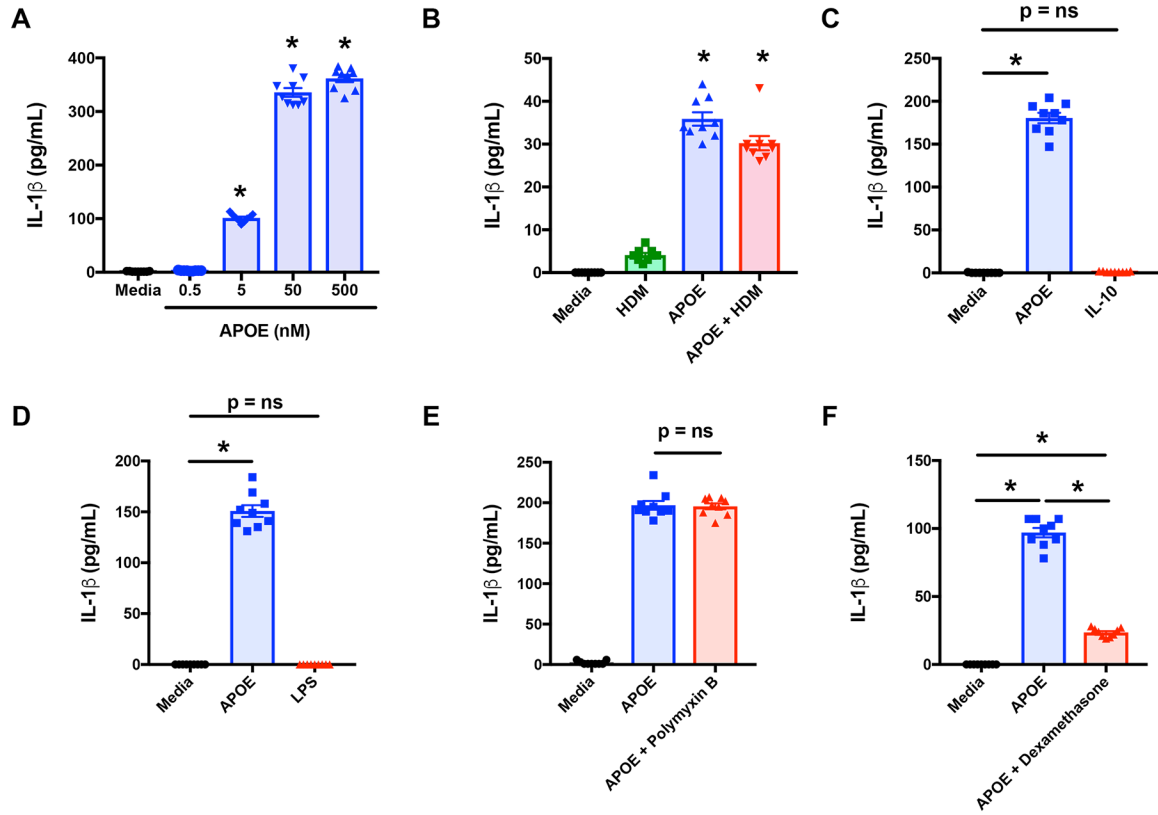 A
IL-1β (pg/mL)
400
300
200
100
0
* * *
Media 0.5 5 50 500
APOE (nM)
B
IL-1β (pg/mL)
50
40
30
20
10
0
* *
Media
HDM
APOE
APOE + HDM
C
p = ns
*
IL-1β (pg/mL)
250
200
150
100
50
0
Media
APOE
IL-10
D
p = ns
*
IL-1β (pg/mL)
200
150
100
50
0
Media
APOE
LPS
E
p = ns
IL-1β (pg/mL)
250
200
150
100
50
0
Media
APOE
APOE + Polymyxin B
F
*
* *
IL-1β (pg/mL)
150
100
50
0
Media
APOE
APOE + Dexamethasone